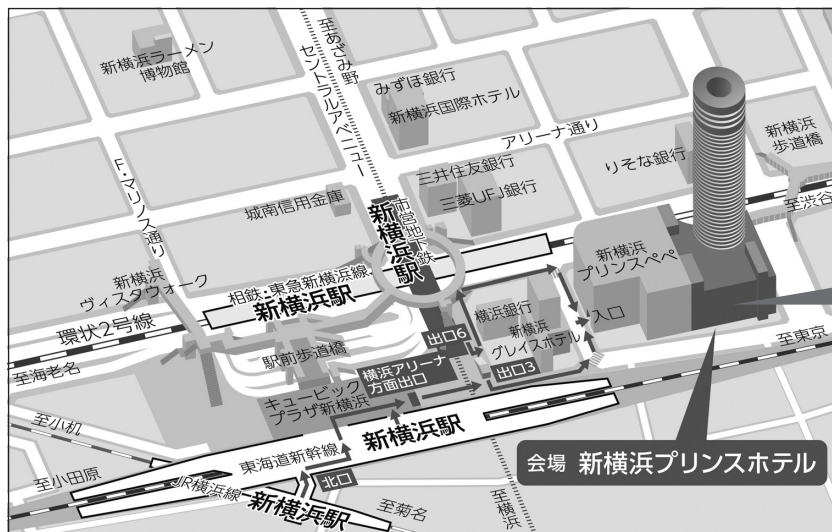 新横浜ラーメン
博物館
至あざみ野
セントラルアベニュー
みずほ銀行
新横浜国際ホテル
アリーナ通り
りそな銀行
新横浜
歩道橋
F・マリノス通り
城南信用金庫
三井住友銀行
三菱UFJ銀行
市営地下鉄
新横浜駅
至渋谷
新横浜
プリンスペペ
新横浜
ヴィスタウォーク
相鉄・東急新横浜線
新横浜駅
環状2号線
至海老名
駅前歩道橋
出口6
横浜銀行
新横浜
グレイスホテル
入口
横浜アリーナ
方面出口
出口3
至東京
キュービック
プラザ新横浜
至小机
新横浜駅
東海道新幹線
至小田原
JR横浜線
北口
新横浜駅
至菊名
至横浜
会場 新横浜プリンスホテル